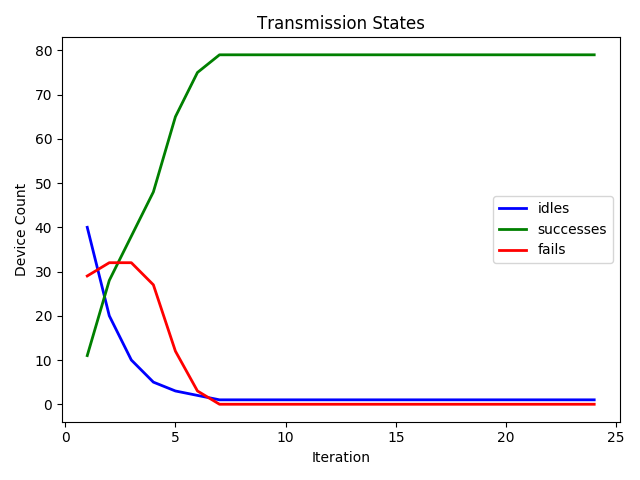 Transmission States
Device Count
80
70
60
50
40
30
20
10
0
idles
successes
fails
0 5 10 15 20 25
Iteration